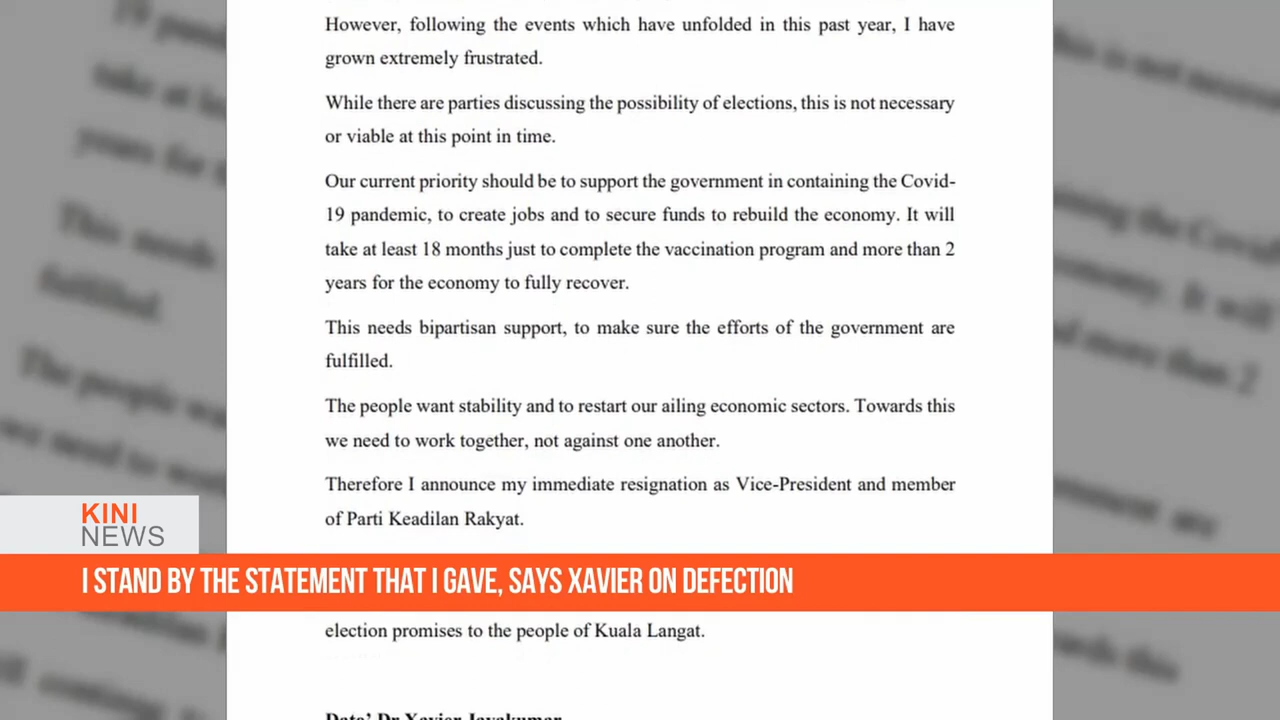 However, following the events which have unfolded in this past year, I have
grown extremely frustrated.
While there are parties discussing the possibility of elections, this is not necessary
or viable at this point in time.
Our current priority should be to support the government in containing the Covid-
19 pandemic, to create jobs and to secure funds to rebuild the economy. It will
take at least 18 months just to complete the vaccination program and more than 2
years for the economy to fully recover.
This needs bipartisan support, to make sure the efforts of the government are
fulfilled.
The people want stability and to restart our ailing economic sectors. Towards this
we need to work together, not against one another.
Therefore I announce my immediate resignation as Vice-President and member
of Parti Keadilan Rakyat.
KINI
NEWS
I STAND BY THE STATEMENT THAT I GAVE, SAYS XAVIER ON DEFECTION
election promises to the people of Kuala Langat.
Dato' Dr Xavier Jayakumar